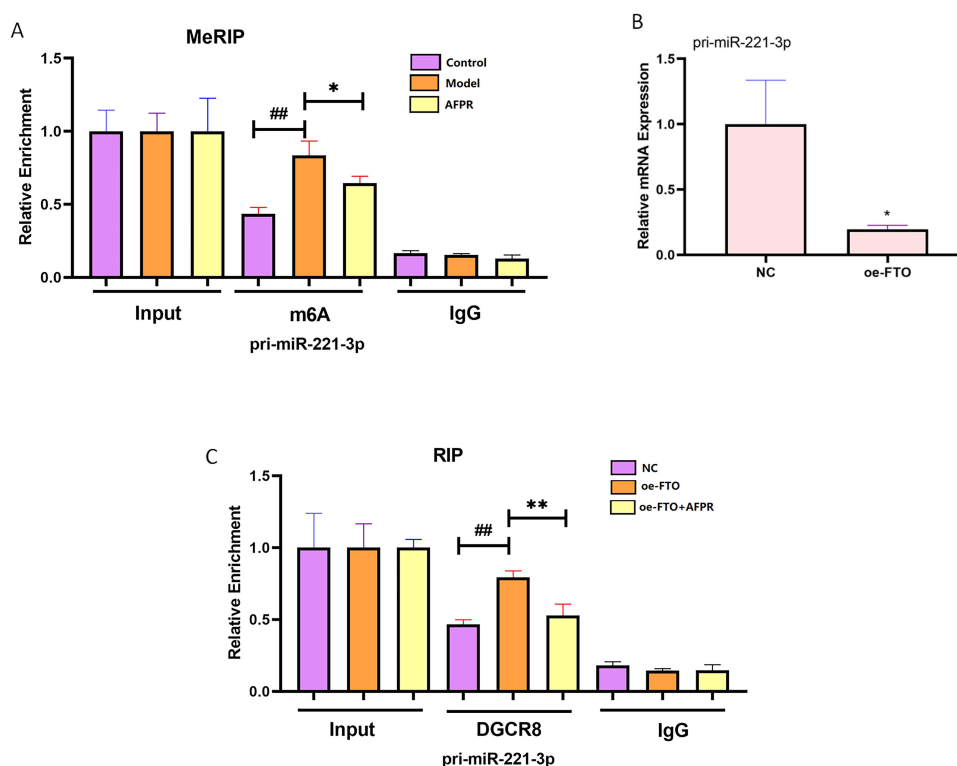 A
MeRIP
Relative Enrichment
1.5
1.0
0.5
0.0
Control
Model
AFPR
##
*
Input
m6A
IgG
pri-miR-221-3p
B
pri-miR-221-3p
Relative mRNA Expression
1.5
1.0
0.5
0.0
*
NC
oe-FTO
C
RIP
Relative Enrichment
1.5
1.0
0.5
0.0
NC
oe-FTO
oe-FTO+AFPR
##
**
Input
DGCR8
IgG
pri-miR-221-3p